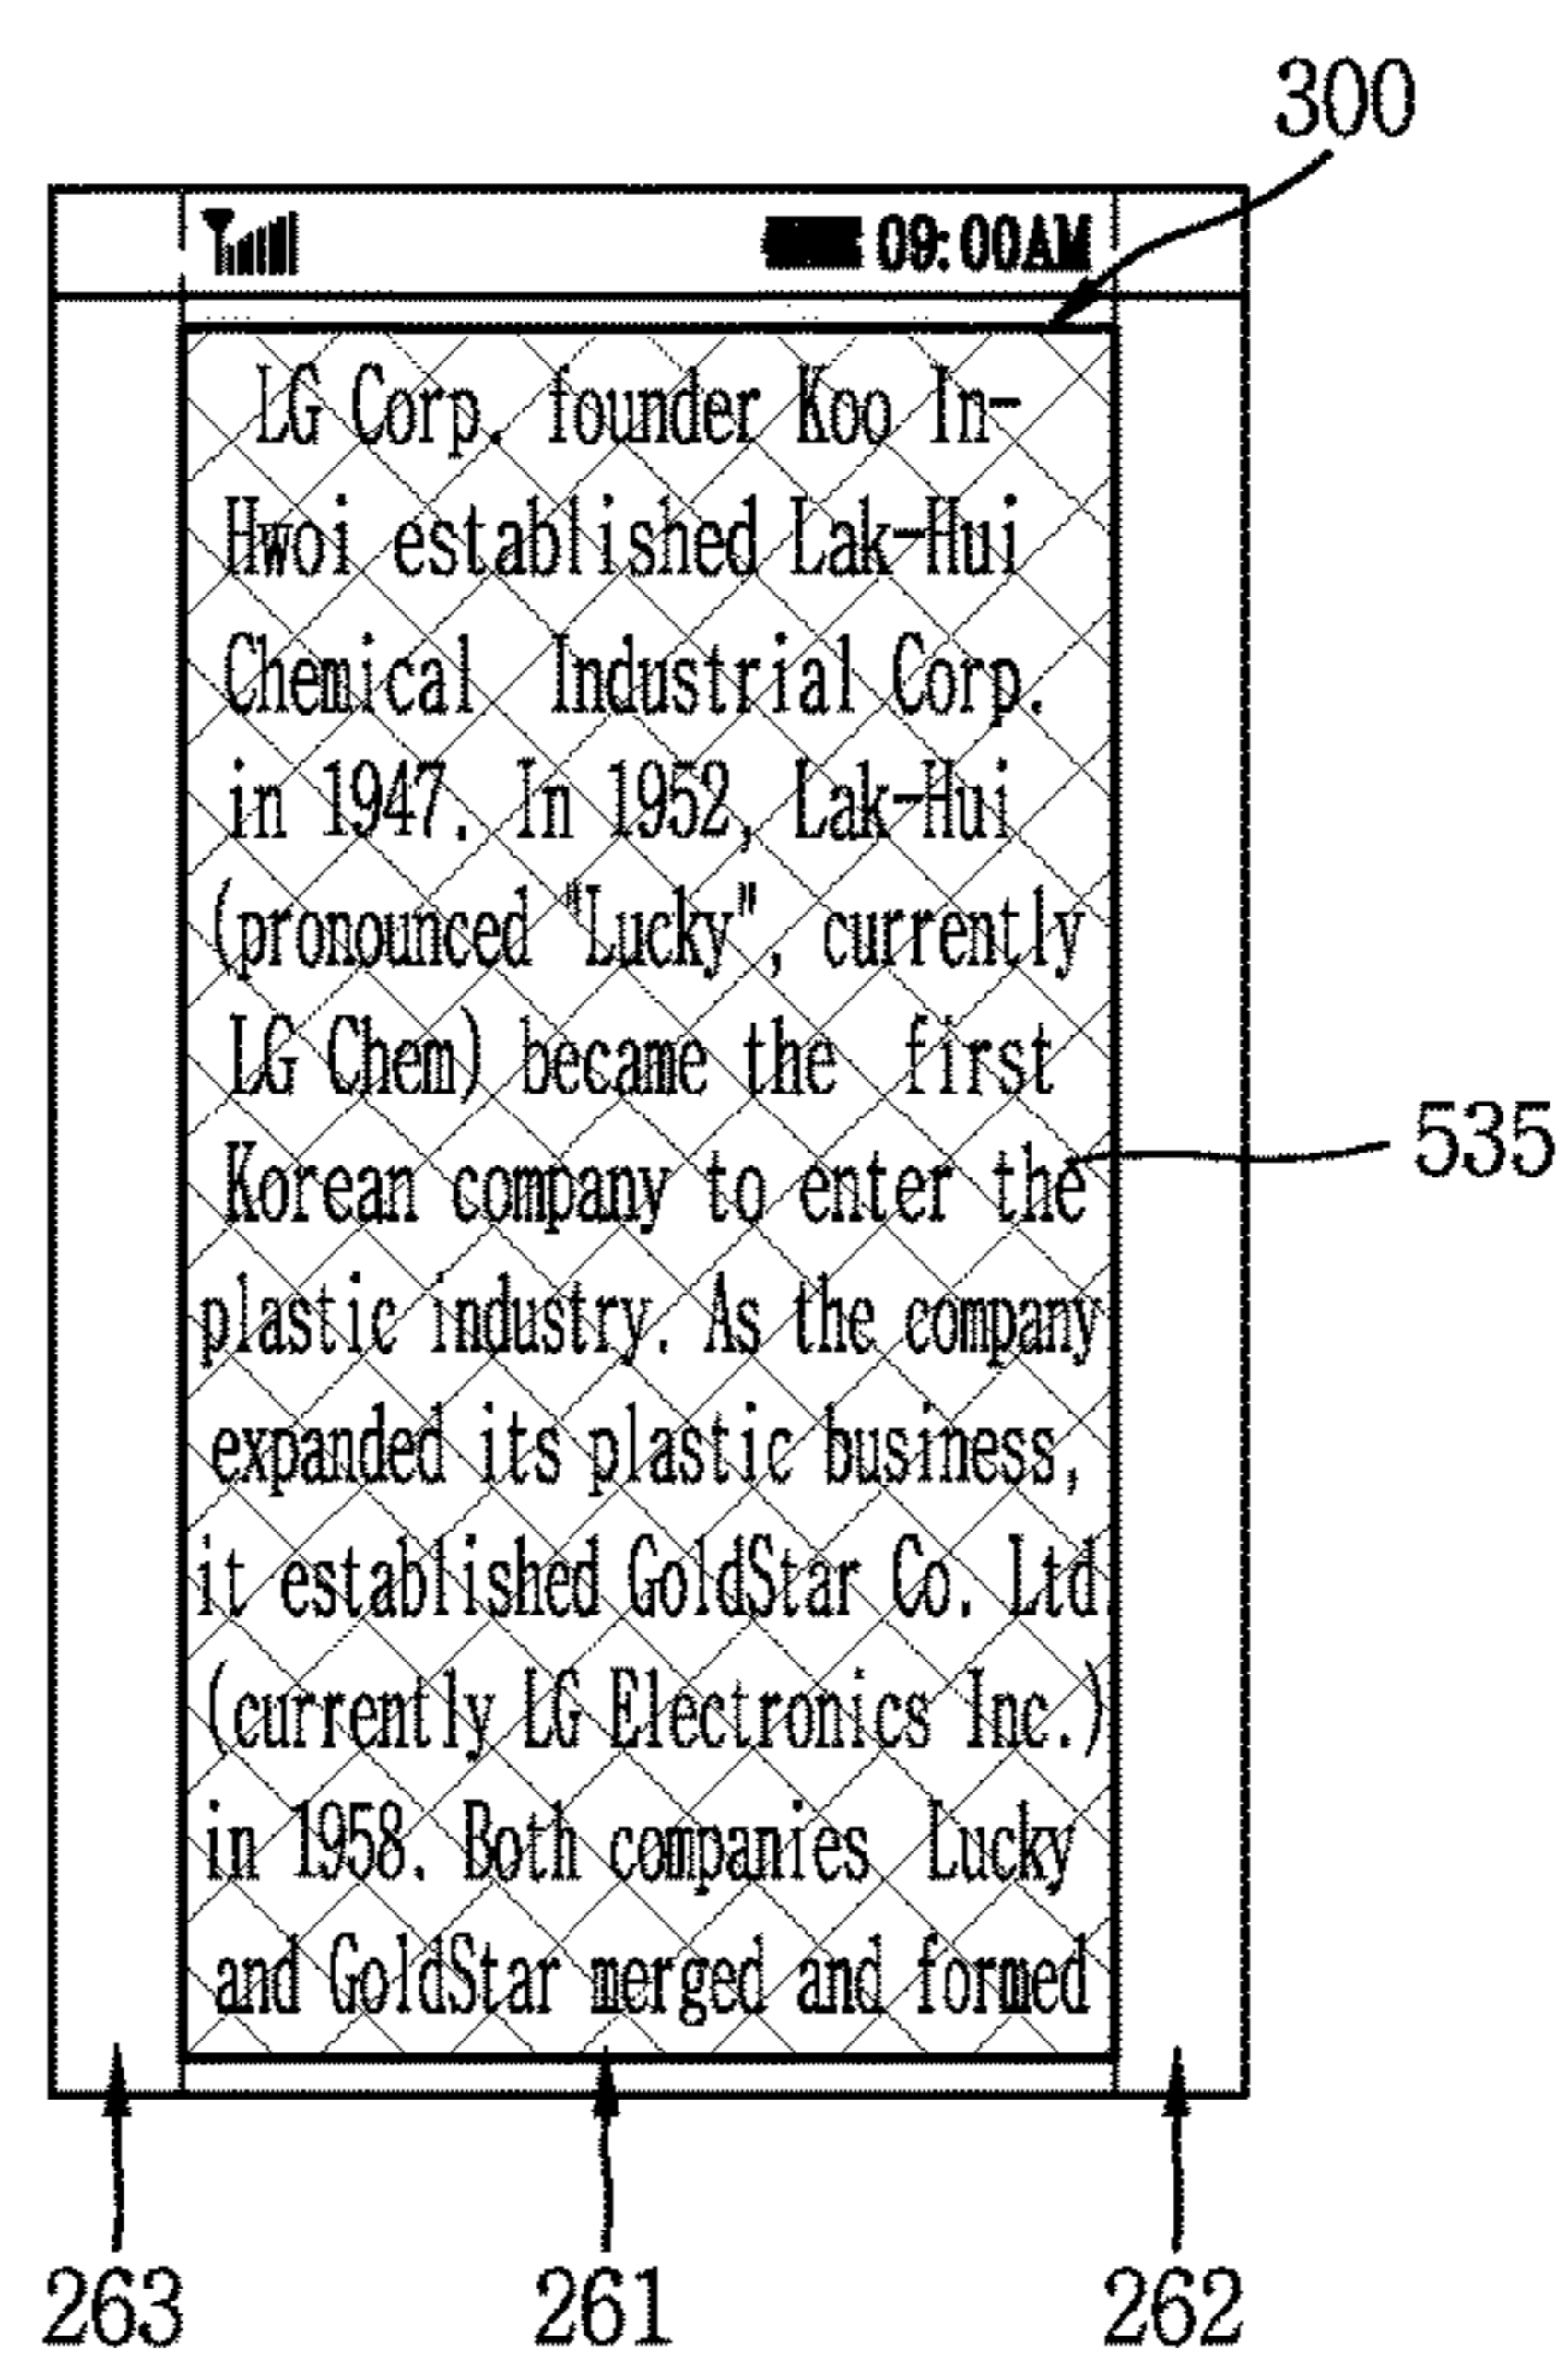 300
09:00AM
LG Corp. founder Koo In-
Hwoi established Lak-Hui
Chemical Industrial Corp.
in 1947. In 1952, Lak-Hui
(pronounced "Lucky", currently
LG Chem) became the first
Korean company to enter the
535
plastic industry. As the company
expanded its plastic business,
it established GoldStar Co. Ltd.
(currently LG Electronics Inc.)
in 1958. Both companies Lucky
and GoldStar merged and formed
263 261 262